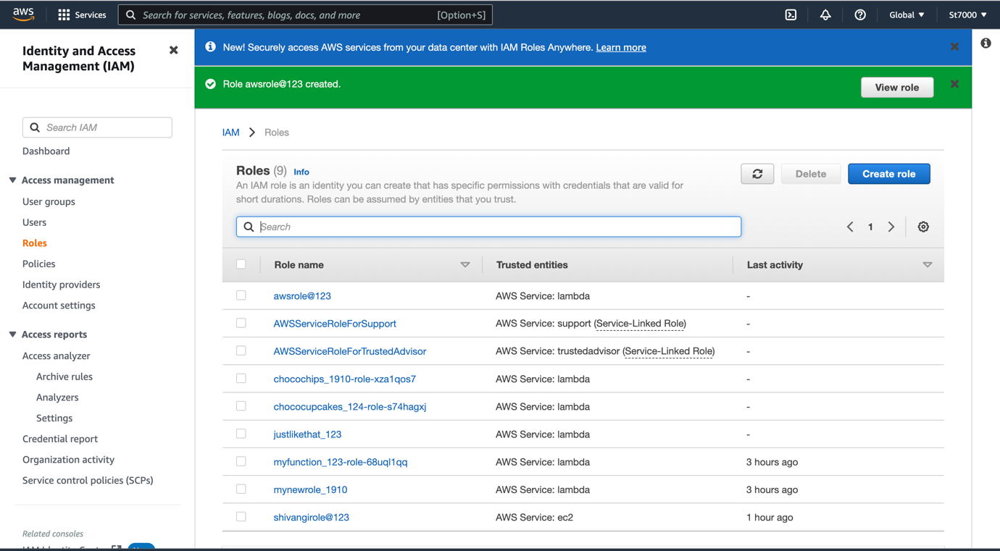 aws
Services
Search for services, features, blogs, docs, and more
[Option+S]
Global
St7000
Identity and Access
Management (IAM)
Search IAM
Dashboard
Access management
User groups
Users
Roles
Policies
Identity providers
Account settings
Access reports
Access analyzer
Archive rules
Analyzers
Settings
Credential report
Organization activity
Service control policies (SCPs)
Related consoles
New! Securely access AWS services from your data center with IAM Roles Anywhere. Learn more
Role awsrole@123 created.
View role
IAM
Roles
Roles (9) Info
An IAM role is an identity you can create that has specific permissions with credentials that are valid for
short durations. Roles can be assumed by entities that you trust.
Delete
Create role
Search
1
Role name Trusted entities Last activity
awsrole@123 AWS Service: lambda -
AWSServiceRoleForSupport AWS Service: support (Service-Linked Role) -
AWSServiceRoleForTrustedAdvisor AWS Service: trustedadvisor (Service-Linked Role) -
chocochips_1910-role-xza1qos7 AWS Service: lambda -
chococupcakes_124-role-s74hagxj AWS Service: lambda -
justlikethat_123 AWS Service: lambda -
myfunction_123-role-68uql1qq AWS Service: lambda 3 hours ago
mynewrole_1910 AWS Service: lambda 3 hours ago
shivangirole@123 AWS Service: ec2 1 hour ago